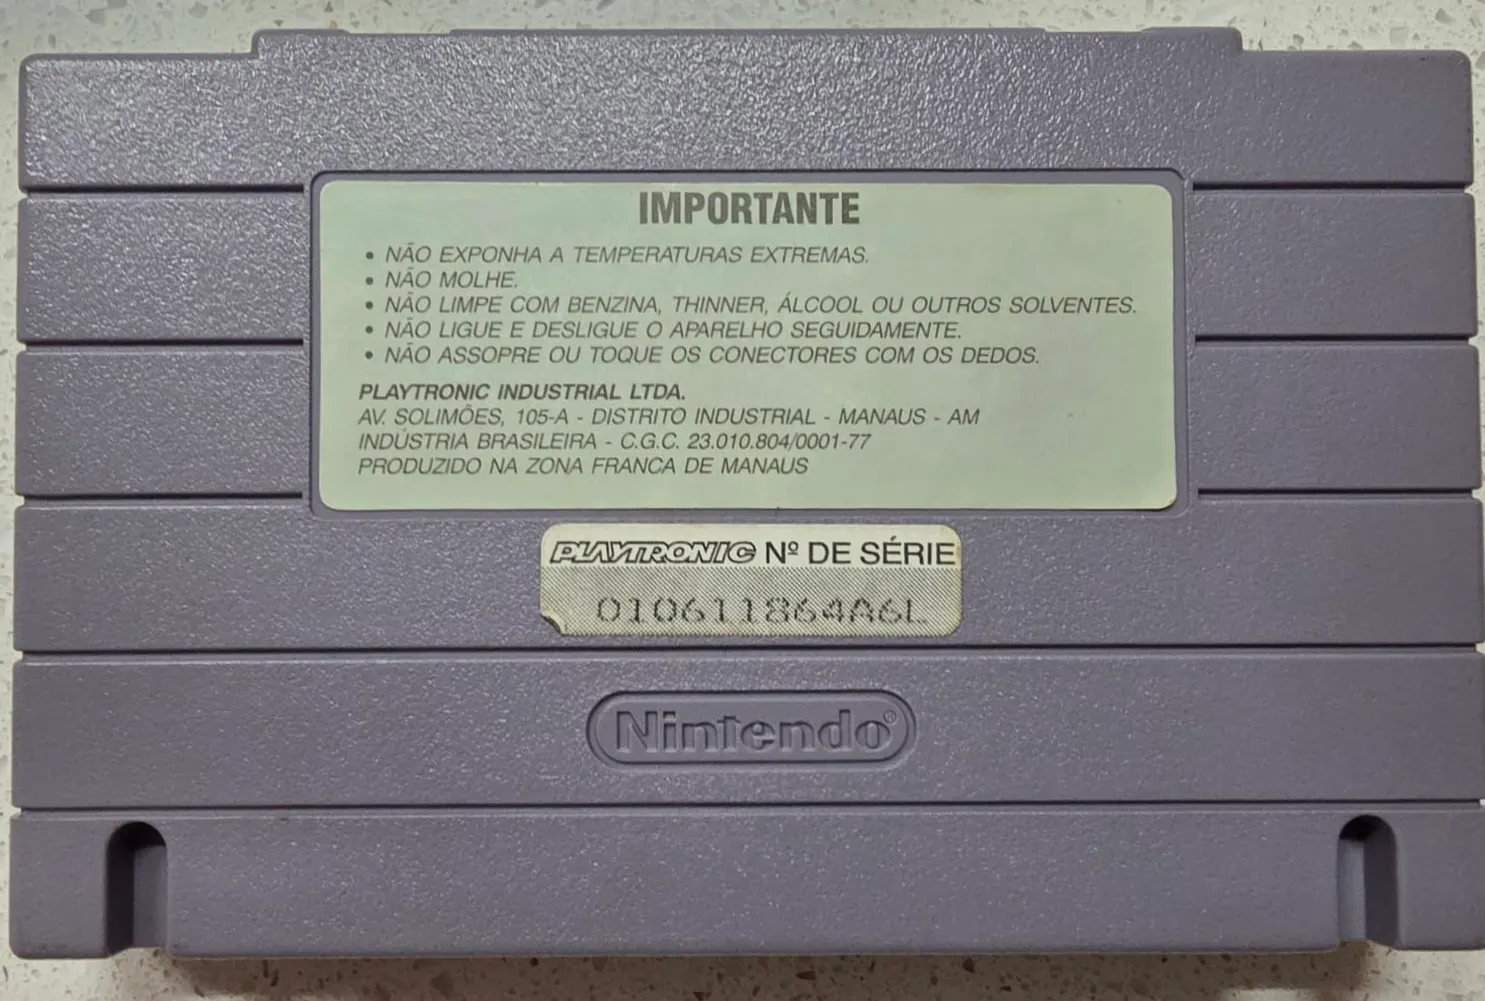 IMPORTANTE
• NÃO EXPONHA A TEMPERATURAS EXTREMAS.
• NÃO MOLHE.
• NÃO LIMPE COM BENZINA, THINNER, ÁLCOOL OU OUTROS SOLVENTES.
• NÃO LIGUE E DESLIGUE O APARELHO SEGUIDAMENTE.
• NÃO ASSOPRE OU TOQUE OS CONECTORES COM OS DEDOS.
PLAYTRONIC INDUSTRIAL LTDA.
AV. SOLIMÕES, 105-A - DISTRITO INDUSTRIAL - MANAUS - AM
INDÚSTRIA BRASILEIRA - C.G.C. 23.010.804/0001-77
PRODUZIDO NA ZONA FRANCA DE MANAUS
PLAYTRONIC Nº DE SÉRIE
010611864A6L
Nintendo®